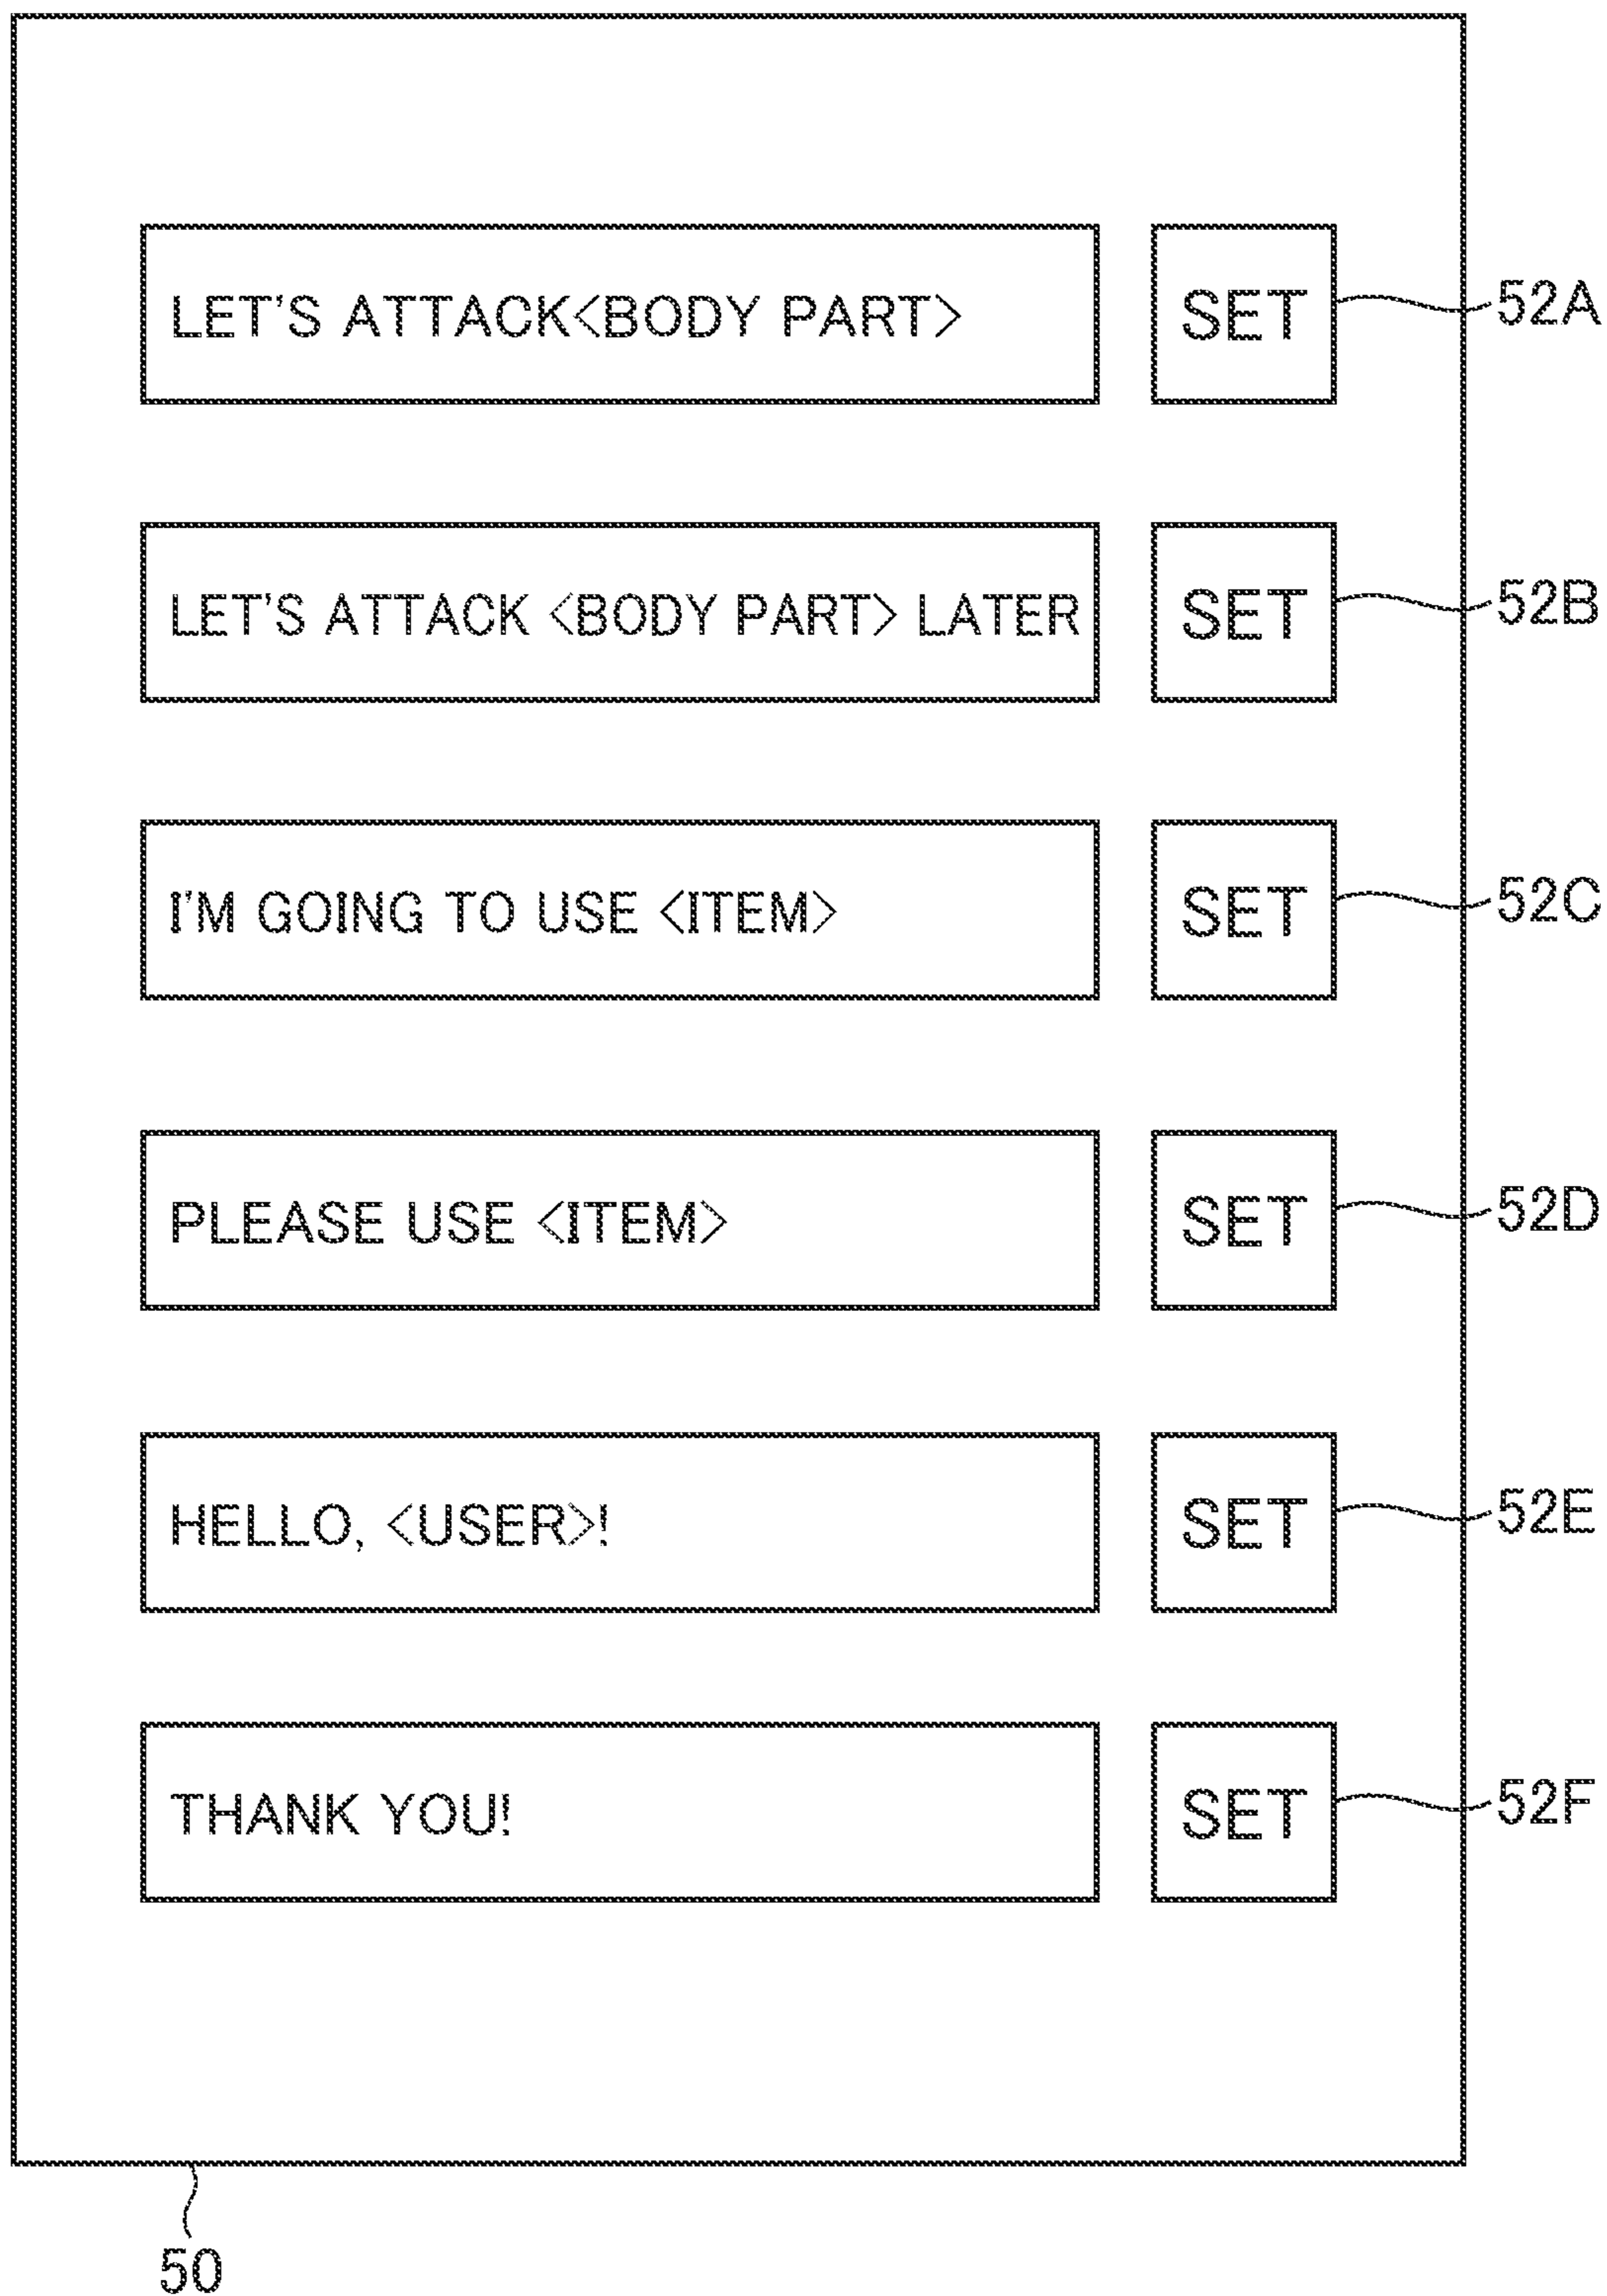 LET'S ATTACK<BODY PART> SET 52A
LET'S ATTACK <BODY PART> LATER SET 52B
I'M GOING TO USE <ITEM> SET 52C
PLEASE USE <ITEM> SET 52D
HELLO, <USER>! SET 52E
THANK YOU! SET 52F
50